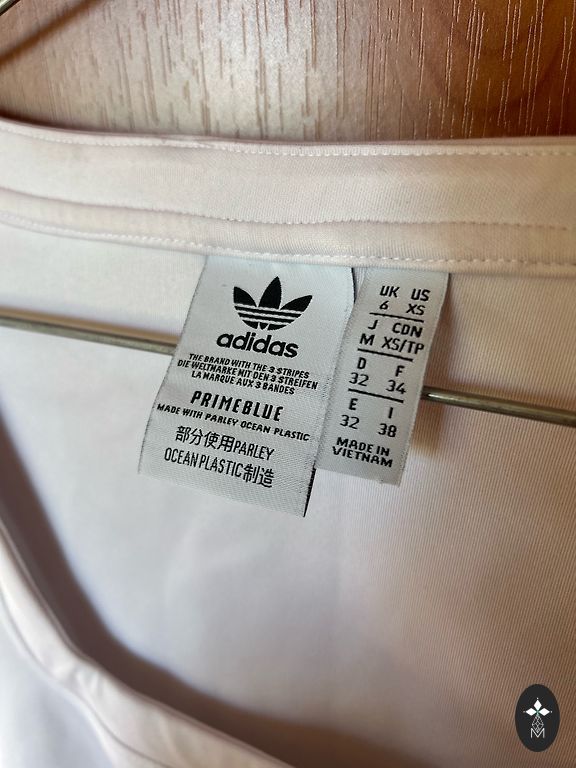 adidas
THE BRAND WITH THE 3 STRIPES
DIE WELTMARKE MIT DEN 3 STREIFEN
LA MARQUE AUX 3 BANDES
PRIMEBLUE
MADE WITH PARLEY OCEAN PLASTIC
部分使用PARLEY
OCEAN PLASTIC制造
UK US
6 XS
J CDN
M XS/TP
D F
32 34
E I
32 38
MADE IN
VIETNAM
M